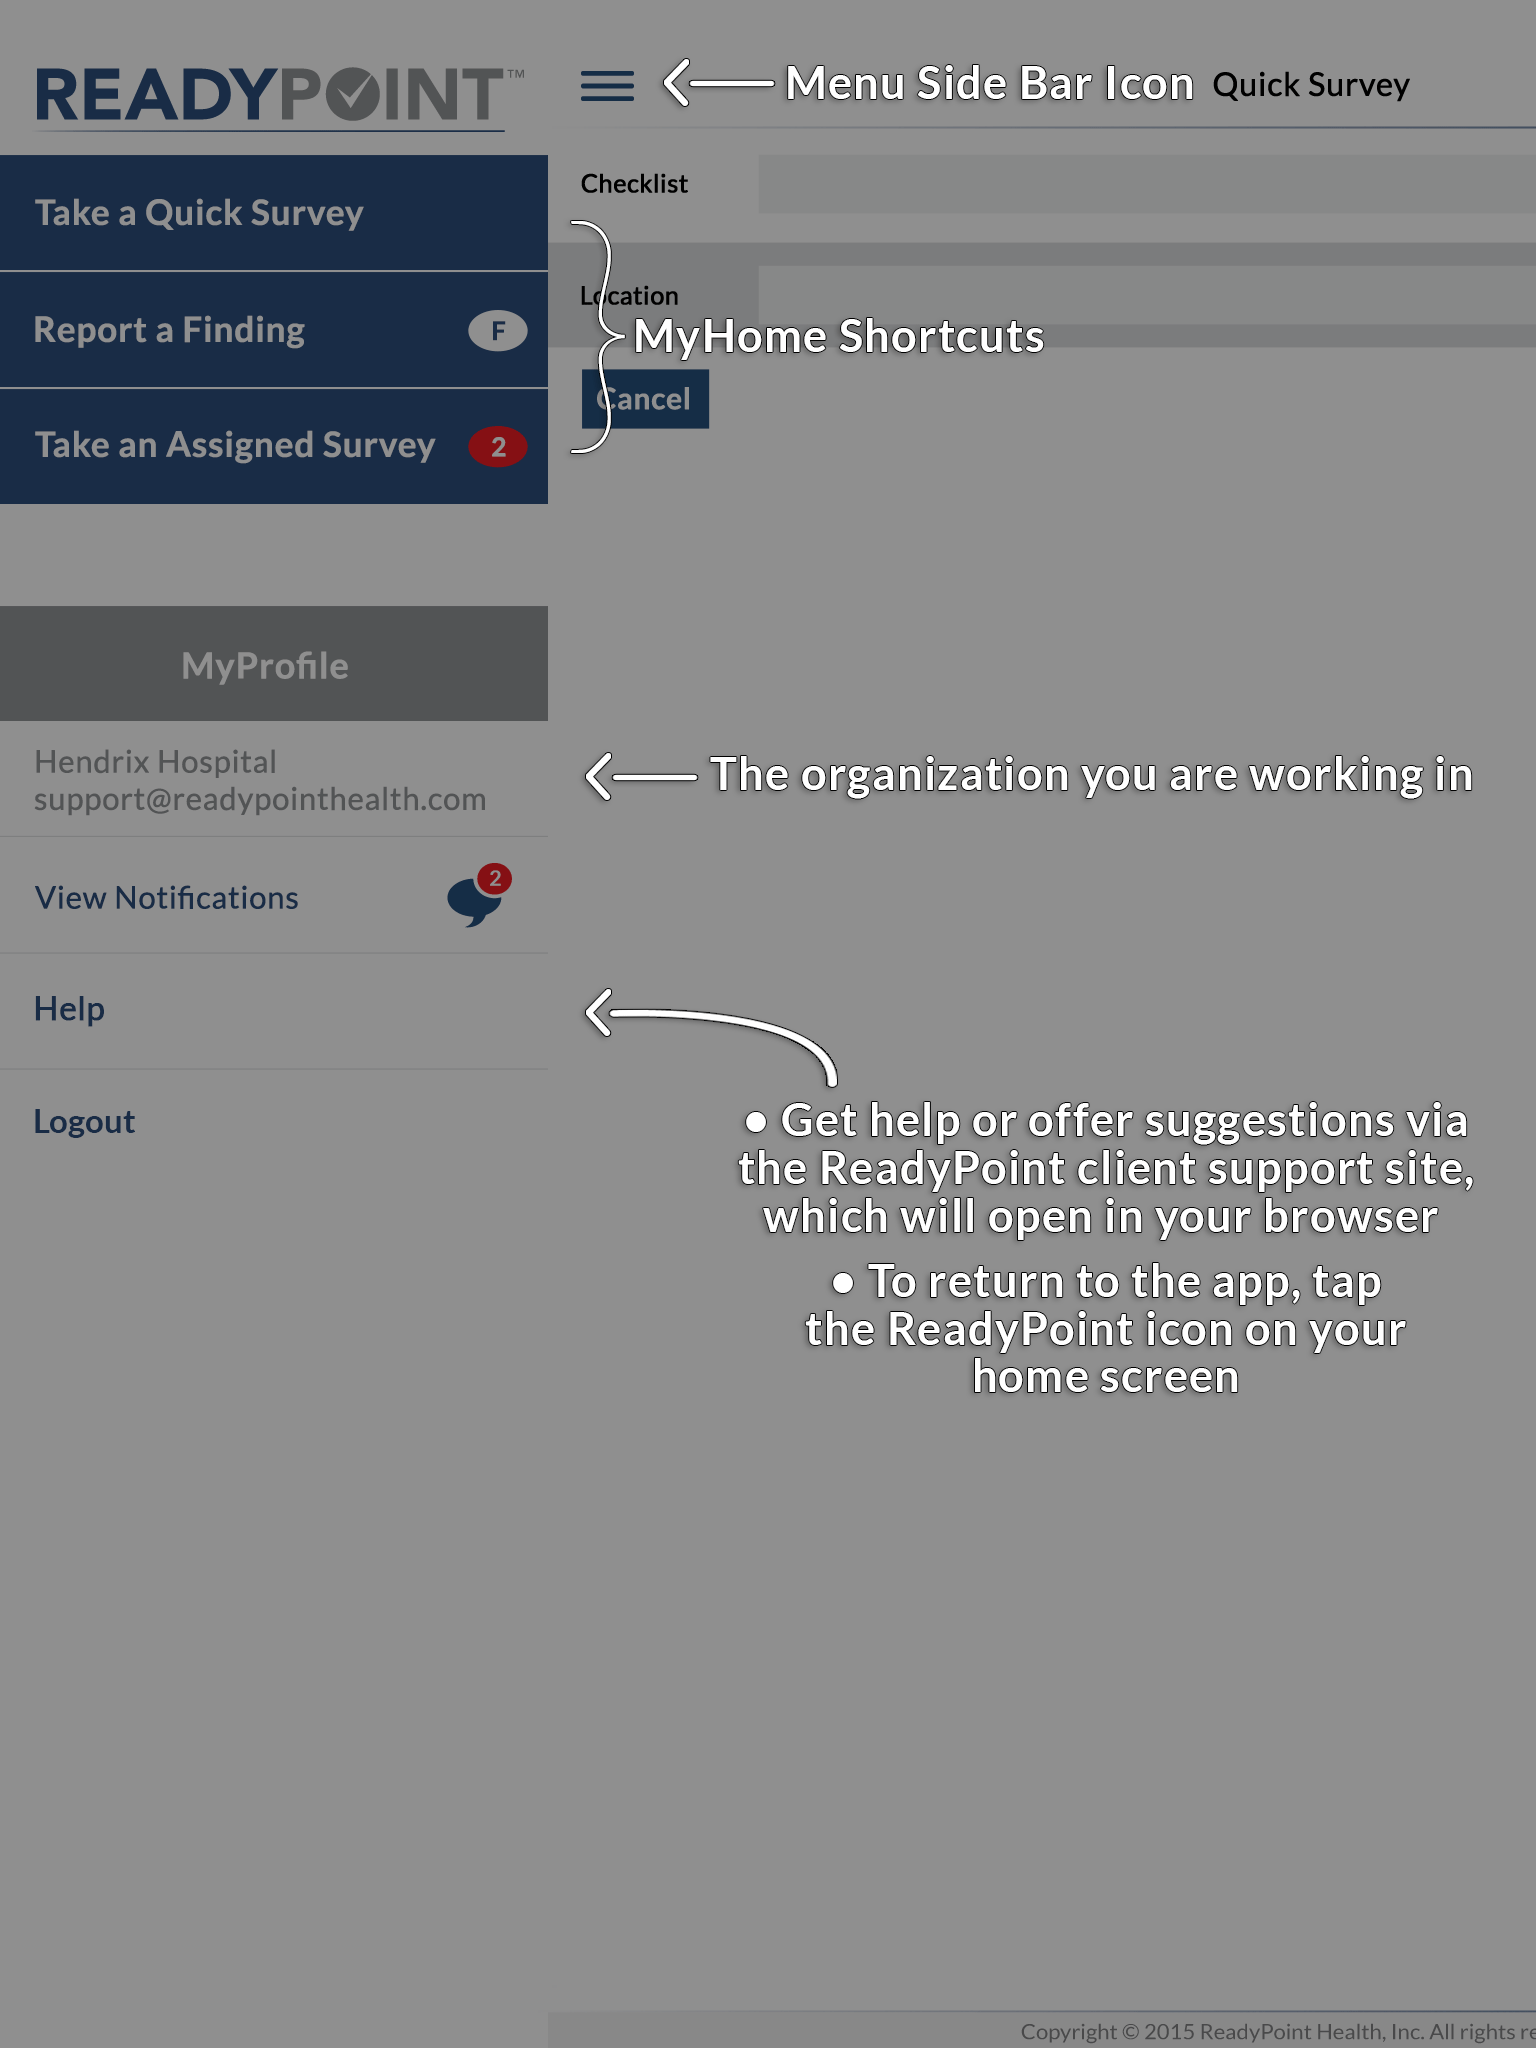 READYPOINT™
Menu Side Bar Icon
Quick Survey
Take a Quick Survey
Report a Finding
F
Take an Assigned Survey
2
Checklist
Location
MyHome Shortcuts
Cancel
MyProfile
Hendrix Hospital
support@readypointhealth.com
The organization you are working in
View Notifications
2
Help
Logout
• Get help or offer suggestions via
the ReadyPoint client support site,
which will open in your browser
• To return to the app, tap
the ReadyPoint icon on your
home screen
Copyright © 2015 ReadyPoint Health, Inc. All rights